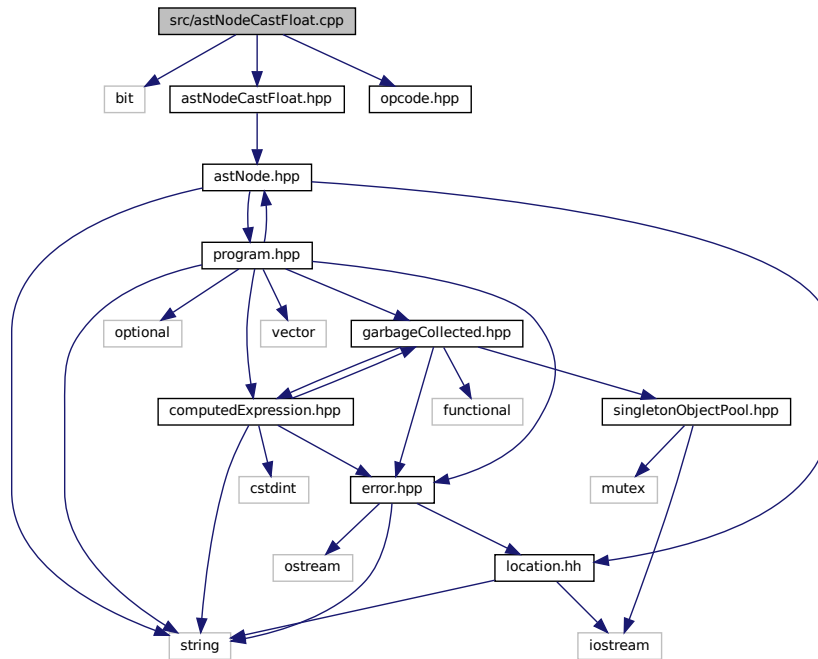 src/astNodeCastFloat.cpp
bit
astNodeCastFloat.hpp
opcode.hpp
astNode.hpp
program.hpp
optional
vector
garbageCollected.hpp
computedExpression.hpp
functional
singletonObjectPool.hpp
cstdint
error.hpp
mutex
ostream
location.hh
string
iostream